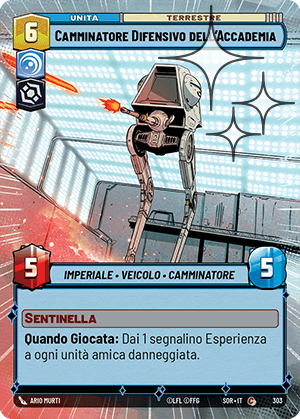 UNITÀ
TERRESTRE
6
CAMMINATORE DIFENSIVO DELL'ACCADEMIA
5
5
IMPERIALE • VEICOLO • CAMMINATORE
SENTINELLA
Quando Giocata: Dai 1 segnalino Esperienza
a ogni unità amica danneggiata.
ARIO MURTI
©LFL ©FFG
SOR • IT
C
303